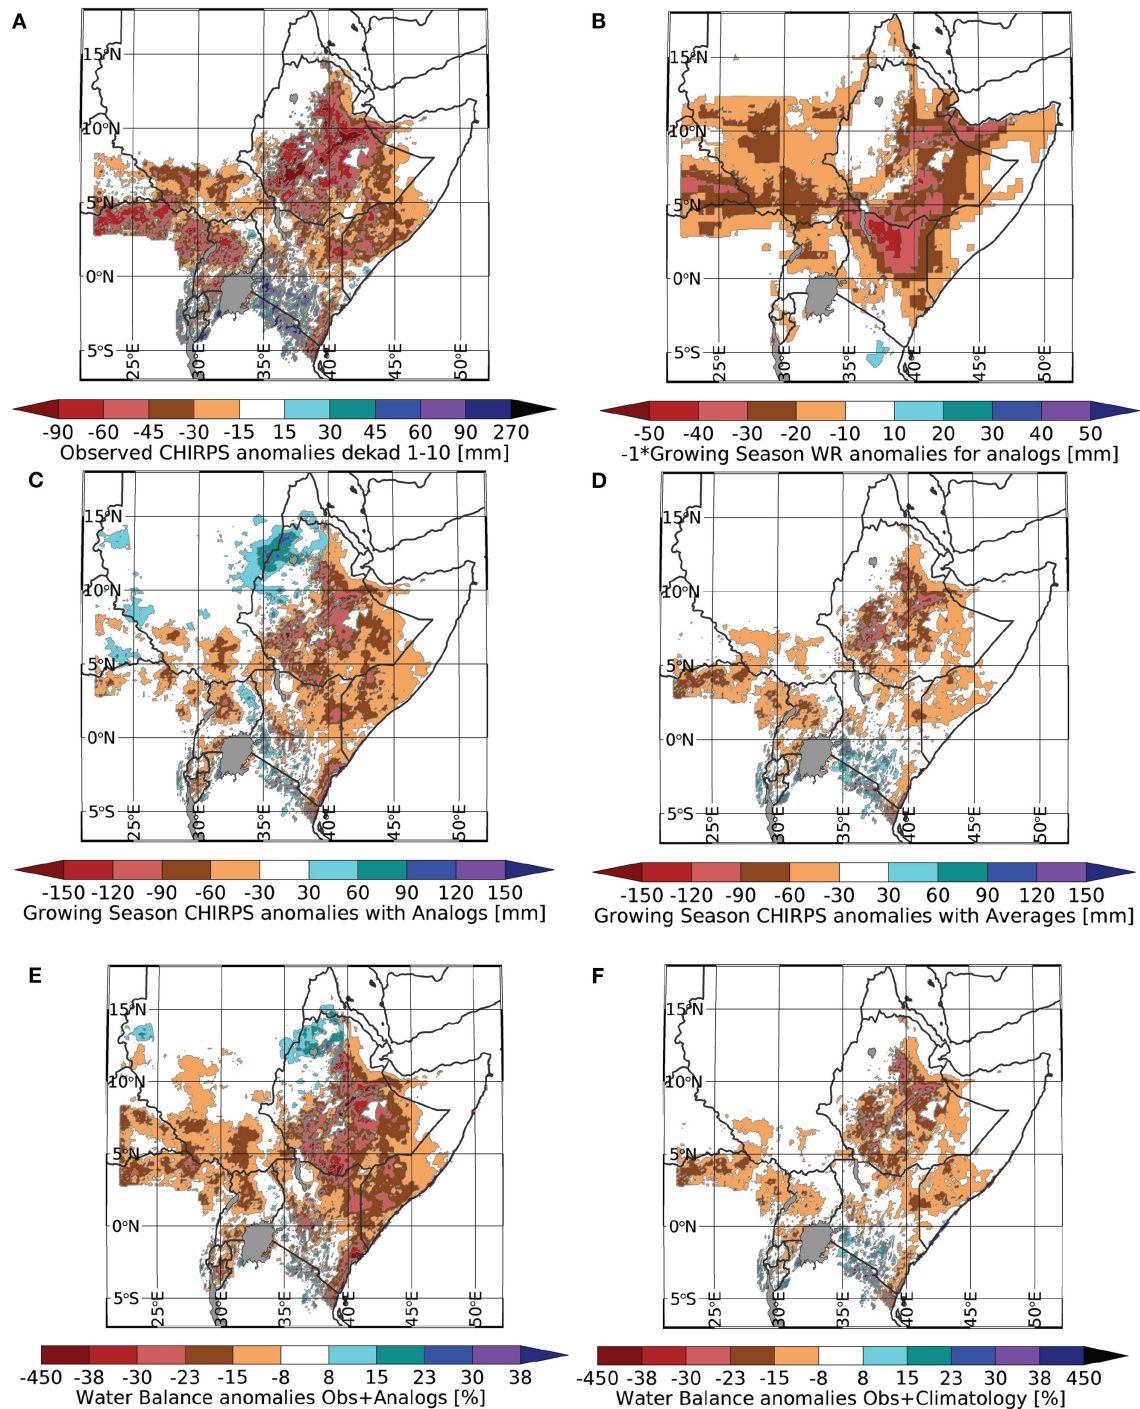 A
B
15°N
10°N
5°N
0°N
5°S
25°E
30°E
35°E
40°E
45°E
50°E
15°N
10°N
5°N
0°N
5°S
25°E
30°E
35°E
40°E
45°E
50°E
-90 -60 -45 -30 -15 15 30 45 60 90 270
Observed CHIRPS anomalies dekad 1-10 [mm]
-50 -40 -30 -20 -10 10 20 30 40 50
-1*Growing Season WR anomalies for analogs [mm]
C
D
15°N
10°N
5°N
0°N
5°S
25°E
30°E
35°E
40°E
45°E
50°E
15°N
10°N
5°N
0°N
5°S
25°E
30°E
35°E
40°E
45°E
50°E
-150 -120 -90 -60 -30 30 60 90 120 150
Growing Season CHIRPS anomalies with Analogs [mm]
-150 -120 -90 -60 -30 30 60 90 120 150
Growing Season CHIRPS anomalies with Averages [mm]
E
F
15°N
10°N
5°N
0°N
5°S
25°E
30°E
35°E
40°E
45°E
50°E
15°N
10°N
5°N
0°N
5°S
25°E
30°E
35°E
40°E
45°E
50°E
-450 -38 -30 -23 -15 -8 8 15 23 30 38
Water Balance anomalies Obs+Analogs [%]
-450 -38 -30 -23 -15 -8 8 15 23 30 38 450
Water Balance anomalies Obs+Climatology [%]